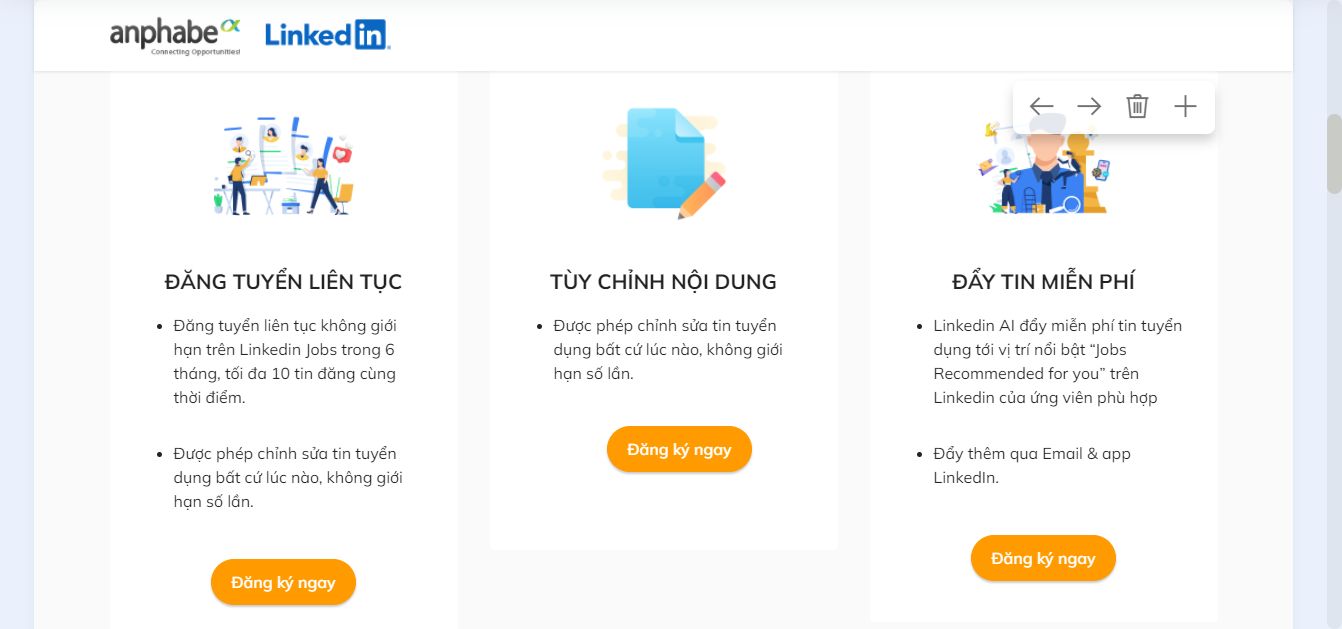 anphabe
Connecting Opportunities!
Linked in
ĐĂNG TUYỂN LIÊN TỤC
Đăng tuyển liên tục không giới
hạn trên Linkedin Jobs trong 6
tháng, tối đa 10 tin đăng cùng
thời điểm.
Được phép chỉnh sửa tin tuyển
dụng bất cứ lúc nào, không giới
hạn số lần.
Đăng ký ngay
TÙY CHỈNH NỘI DUNG
Được phép chỉnh sửa tin tuyển
dụng bất cứ lúc nào, không giới
hạn số lần.
Đăng ký ngay
ĐẨY TIN MIỄN PHÍ
Linkedin AI đẩy miễn phí tin tuyển
dụng tới vị trí nổi bật “Jobs
Recommended for you” trên
Linkedin của ứng viên phù hợp
Đẩy thêm qua Email & app
LinkedIn.
Đăng ký ngay